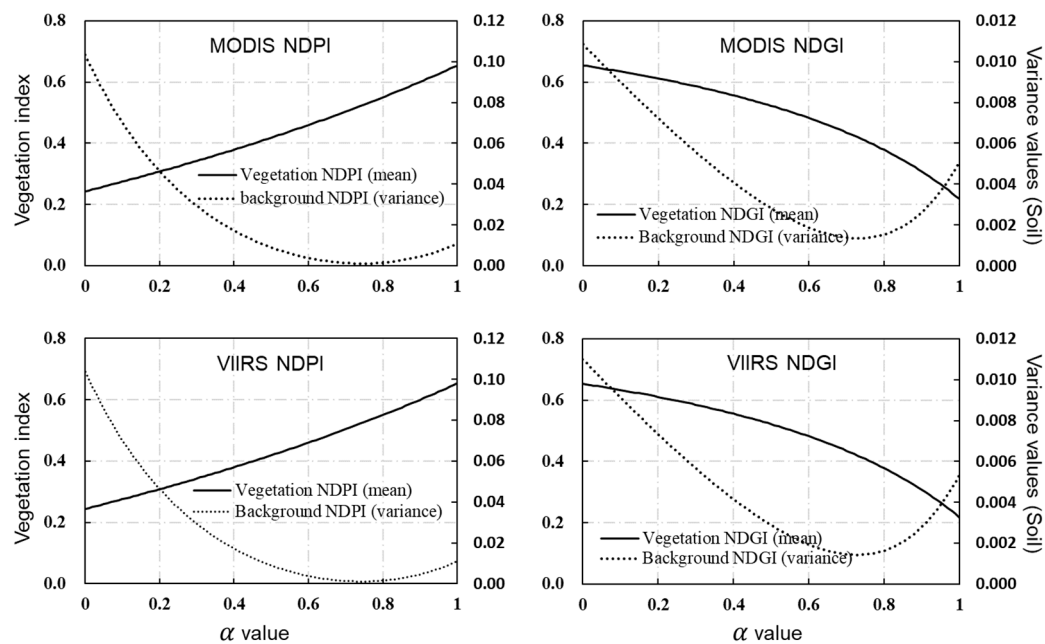 0.8 0.12 0.8 0.012
MODIS NDPI MODIS NDGI
0.10 0.010
0.6 0.6
0.08 0.008
Vegetation index
0.4 0.06 0.4 0.006
Variance values (Soil)
Vegetation NDPI (mean)
0.04 0.004
background NDPI (variance)
0.2 0.2
Vegetation NDGI (mean)
0.02 0.002
Background NDGI (variance)
0.0 0.00 0.0 0.000
0 0.2 0.4 0.6 0.8 1 0 0.2 0.4 0.6 0.8 1
0.8 0.12 0.8 0.012
VIIRS NDPI VIIRS NDGI
0.10 0.010
0.6 0.6
0.08 0.008
Vegetation index
0.4 0.06 0.4 0.006
Variance values (Soil)
Vegetation NDPI (mean)
0.04 0.004
Background NDPI (variance)
0.2 0.2
Vegetation NDGI (mean)
0.02 0.002
Background NDGI (variance)
0.0 0.00 0.0 0.000
0 0.2 0.4 0.6 0.8 1 0 0.2 0.4 0.6 0.8 1
α value α value